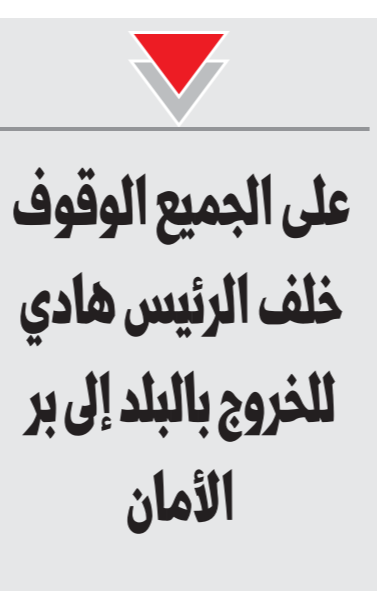 على الجميع الوقوف
خلف الرئيس هادي
للخروج بالبلد إلى بر
الأمان